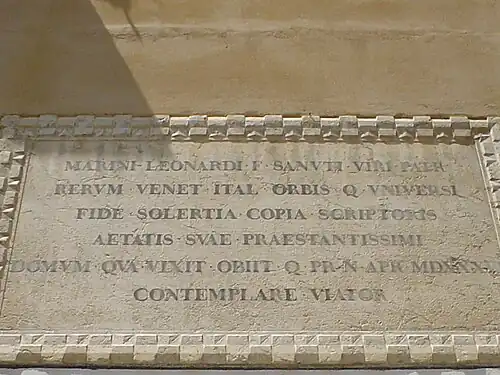 MARINI · LEONARDI · F · SANVTI · VIRI · PATR
RERVM · VENET · ITAL · ORBIS · Q · VNIVERSI
FIDE · SOLERTIA · COPIA · SCRIPTORIS
AETATIS · SVAE · PRAESTANTISSIMI
DOMVM · QVA · VIXIT · OBIIT · Q · PR · N · APR
CONTEMPLARE · VIATOR